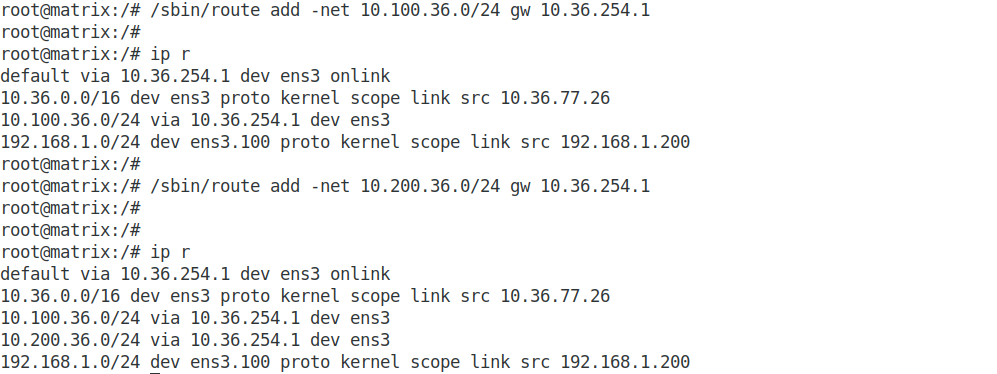 root@matrix:/# /sbin/route add -net 10.100.36.0/24 gw 10.36.254.1
root@matrix:/#
root@matrix:/# ip r
default via 10.36.254.1 dev ens3 onlink
10.36.0.0/16 dev ens3 proto kernel scope link src 10.36.77.26
10.100.36.0/24 via 10.36.254.1 dev ens3
192.168.1.0/24 dev ens3.100 proto kernel scope link src 192.168.1.200
root@matrix:/#
root@matrix:/# /sbin/route add -net 10.200.36.0/24 gw 10.36.254.1
root@matrix:/#
root@matrix:/#
root@matrix:/# ip r
default via 10.36.254.1 dev ens3 onlink
10.36.0.0/16 dev ens3 proto kernel scope link src 10.36.77.26
10.100.36.0/24 via 10.36.254.1 dev ens3
10.200.36.0/24 via 10.36.254.1 dev ens3
192.168.1.0/24 dev ens3.100 proto kernel scope link src 192.168.1.200